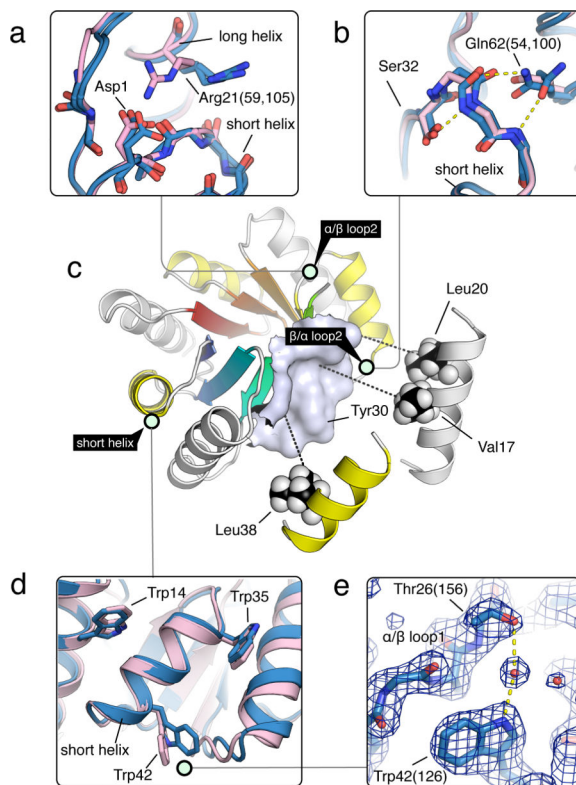 a
long helix
Asp1
Arg21(59,105)
short helix
b
Gln62(54,100)
Ser32
short helix
c
α/β loop2
β/α loop2
Leu20
Tyr30
Val17
short helix
Leu38
d
Trp14
Trp35
short helix
Trp42
e
Thr26(156)
α/β loop1
Trp42(126)